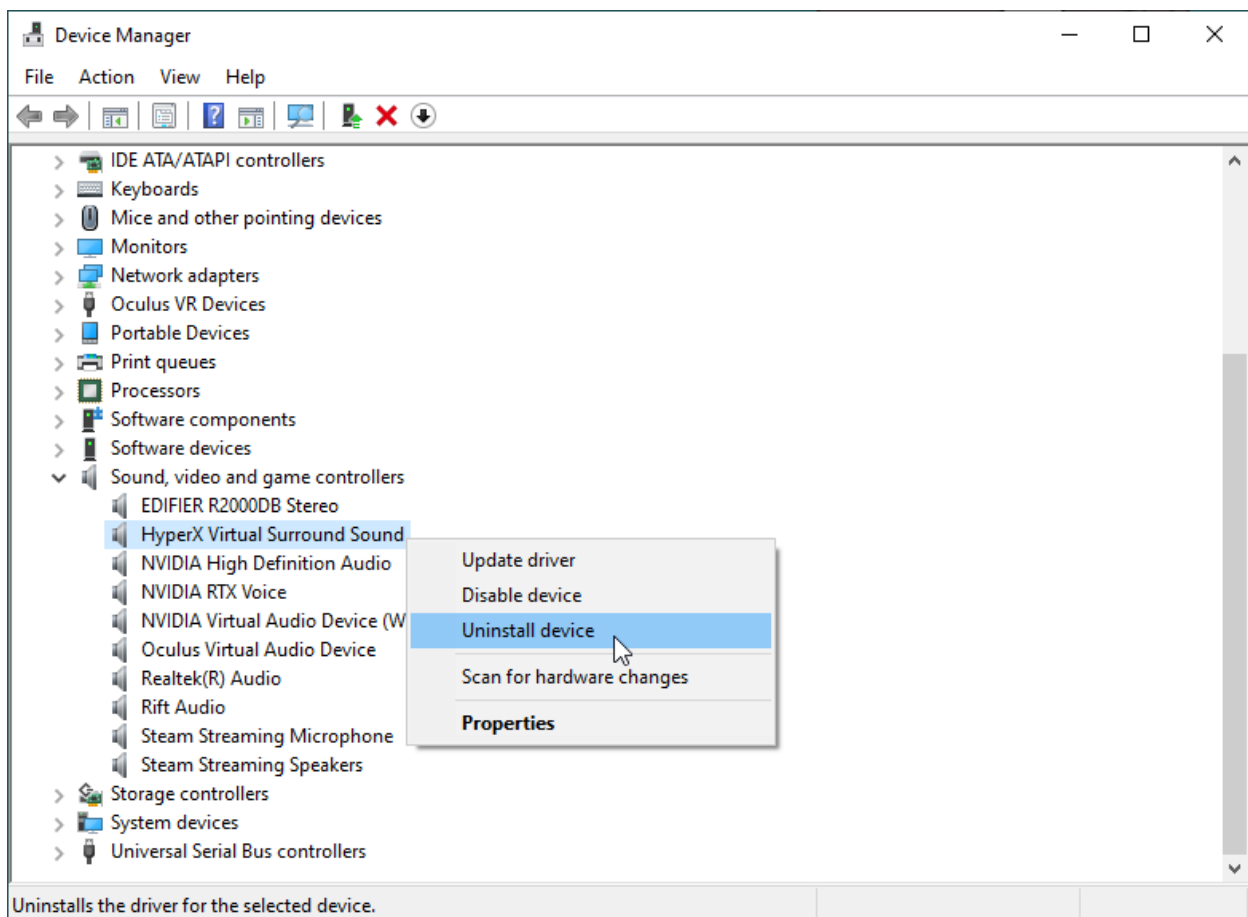 Device Manager
File Action View Help
IDE ATA/ATAPI controllers
Keyboards
Mice and other pointing devices
Monitors
Network adapters
Oculus VR Devices
Portable Devices
Print queues
Processors
Software components
Software devices
Sound, video and game controllers
EDIFIER R2000DB Stereo
HyperX Virtual Surround Sound
NVIDIA High Definition Audio
NVIDIA RTX Voice
NVIDIA Virtual Audio Device (W
Oculus Virtual Audio Device
Realtek(R) Audio
Rift Audio
Steam Streaming Microphone
Steam Streaming Speakers
Update driver
Disable device
Uninstall device
Scan for hardware changes
Properties
Storage controllers
System devices
Universal Serial Bus controllers
Uninstalls the driver for the selected device.